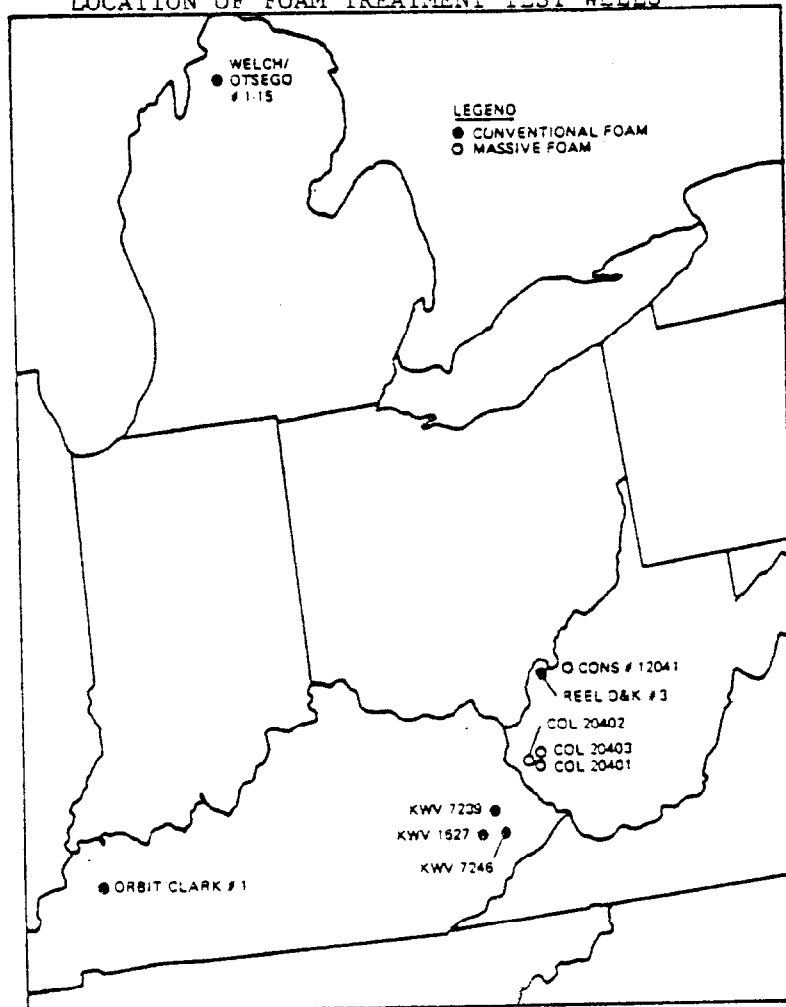 LOCATION OF FOAM TREATMENT TEST WELLS
WELCH/
OTSEGO
# 1-15
LEGEND
● CONVENTIONAL FOAM
○ MASSIVE FOAM
CONS # 12041
REEL D&K #3
COL 20402
COL 20403
COL 20401
KWV 7239
KWV 1627
KWV 7246
ORBIT CLARK # 1